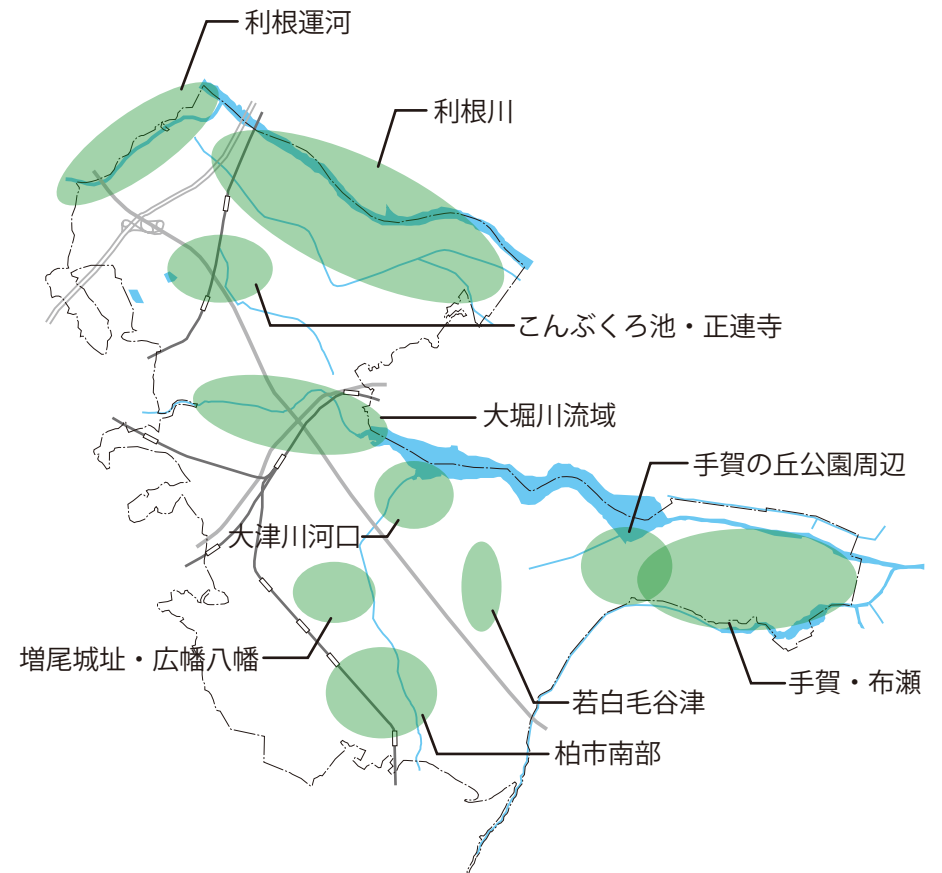 利根運河
利根川
こんぶくろ池・正連寺
大堀川流域
手賀の丘公園周辺
大津川河口
増尾城址・広幡八幡
手賀・布瀬
若白毛谷津
柏市南部